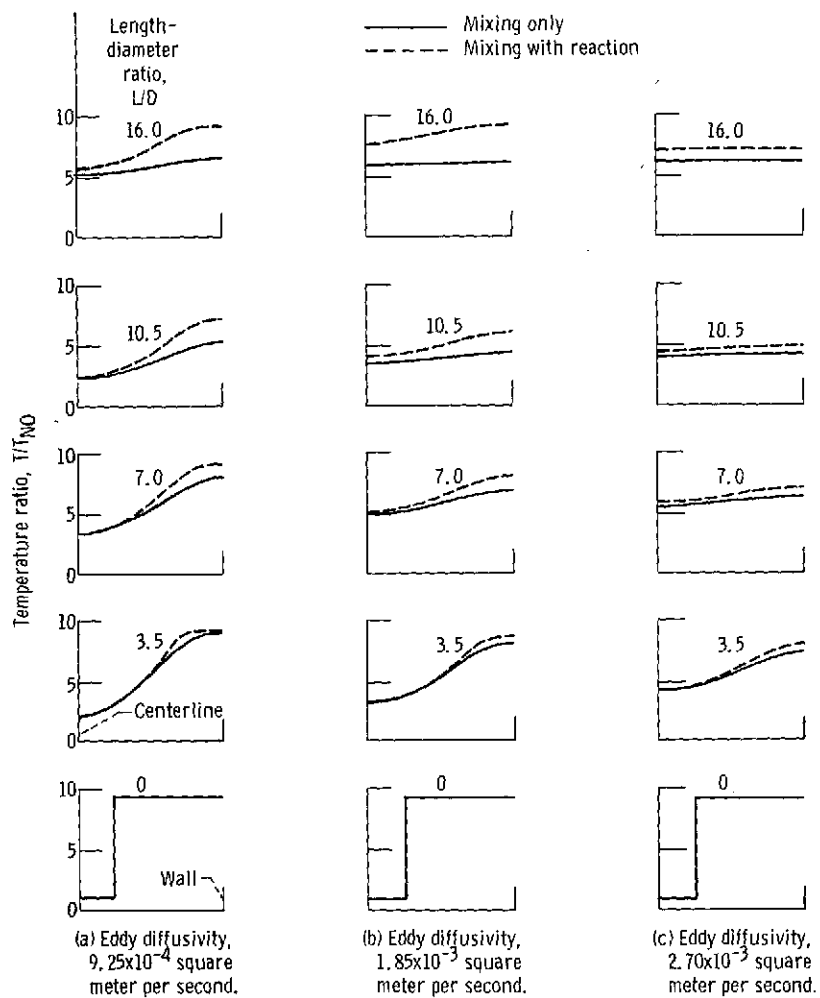 Length-
diameter
ratio,
L/D
Mixing only
Mixing with reaction
Temperature ratio, T/T_NO
10
5
0
16.0
16.0
16.0
10
5
0
10.5
10.5
10.5
10
5
0
7.0
7.0
7.0
10
5
0
3.5
Centerline
3.5
3.5
10
5
0
0
Wall
0
0
(a) Eddy diffusivity,
9.25x10^-4 square
meter per second.
(b) Eddy diffusivity,
1.85x10^-3 square
meter per second.
(c) Eddy diffusivity,
2.70x10^-3 square
meter per second.